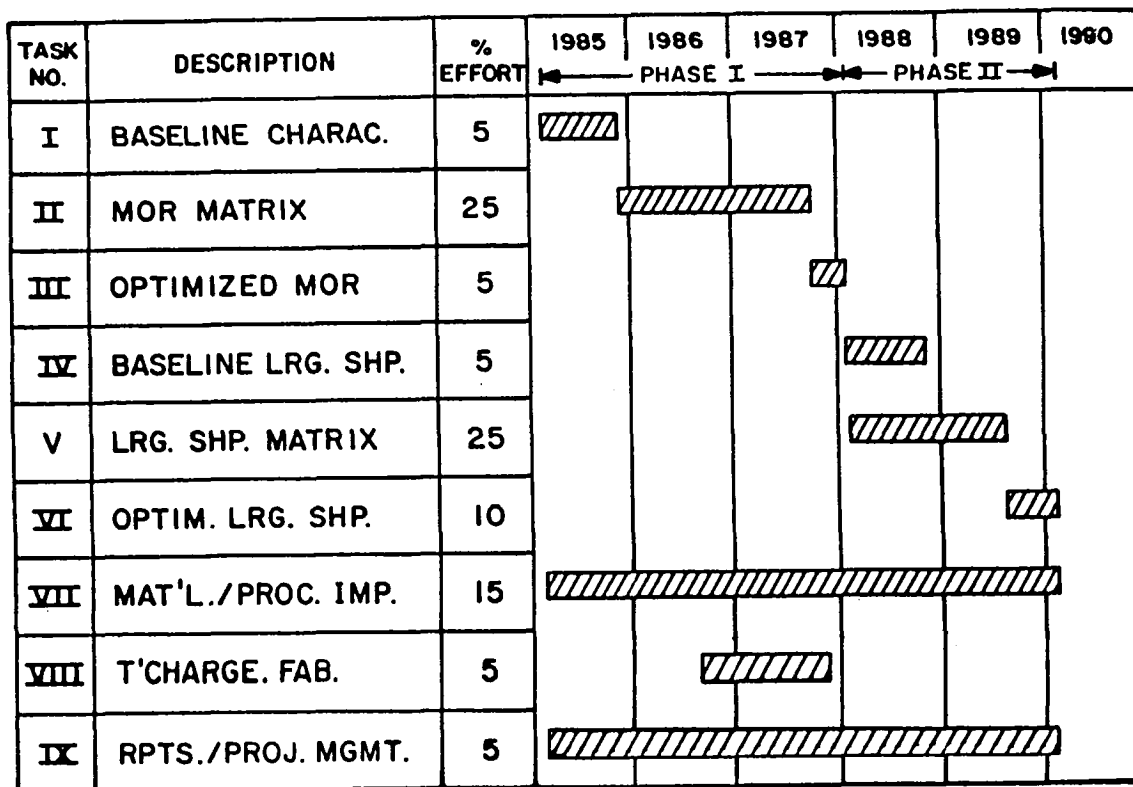 TASK NO. DESCRIPTION % EFFORT 1985 1986 1987 1988 1989 1990
PHASE I PHASE II
I BASELINE CHARAC. 5
II MOR MATRIX 25
III OPTIMIZED MOR 5
IV BASELINE LRG. SHP. 5
V LRG. SHP. MATRIX 25
VI OPTIM. LRG. SHP. 10
VII MAT'L./PROC. IMP. 15
VIII T'CHARGE. FAB. 5
IX RPTS./PROJ. MGMT. 5